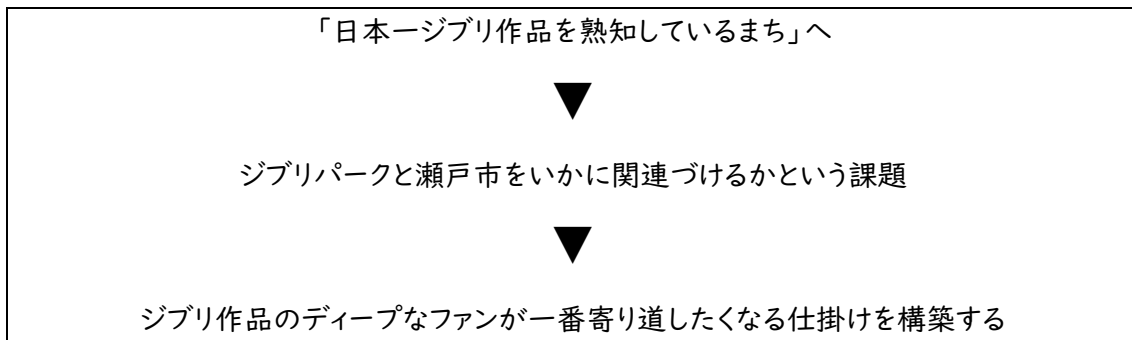 「日本一ジブリ作品を熟知しているまち」へ
▼
ジブリパークと瀬戸市をいかに関連づけるかという課題
▼
ジブリ作品のディープなファンが一番寄り道したくなる仕掛けを構築する